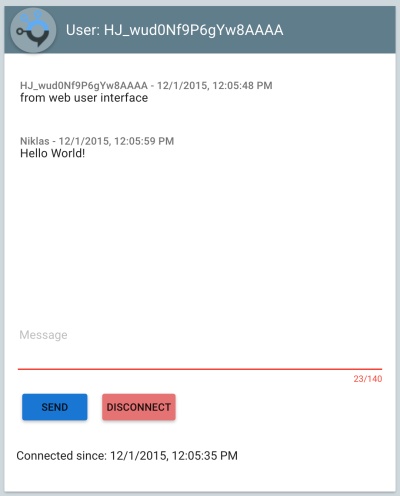 User: HJ_wud0Nf9P6gYw8AAAA
HJ_wud0Nf9P6gYw8AAAA - 12/1/2015, 12:05:48 PM
from web user interface
Niklas - 12/1/2015, 12:05:59 PM
Hello World!
Message
23/140
SEND DISCONNECT
Connected since: 12/1/2015, 12:05:35 PM